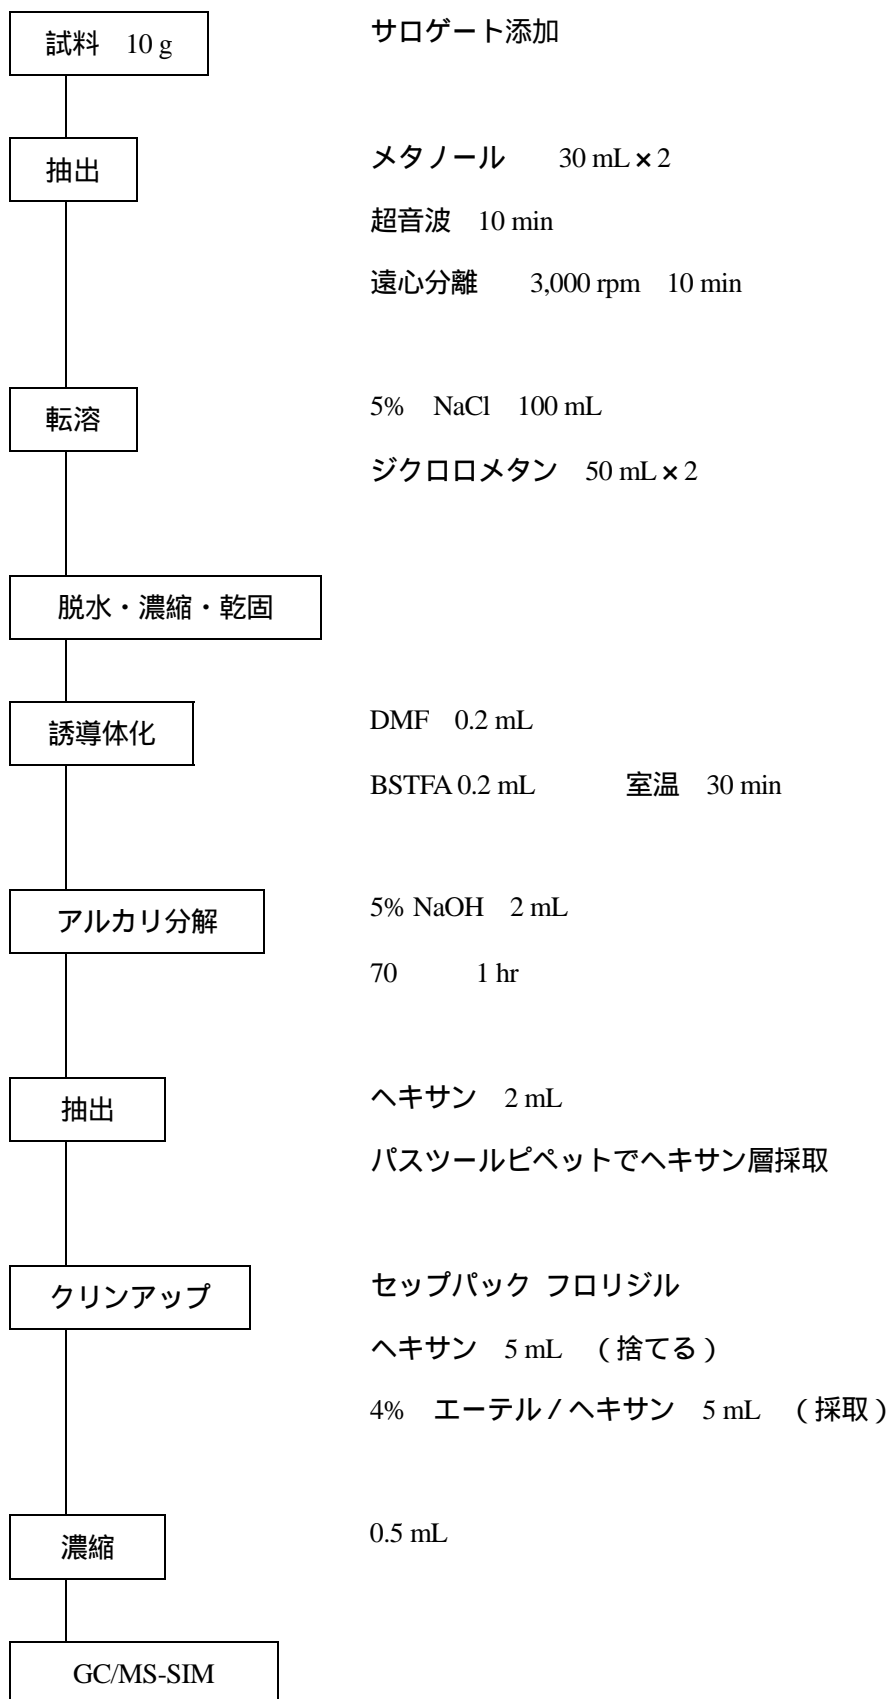 試料　10 g
サロゲート添加
抽出
メタノール　　30 mL×2
超音波　10 min
遠心分離　　3,000 rpm　10 min
転溶
5%　NaCl　100 mL
ジクロロメタン　50 mL×2
脱水・濃縮・乾固
誘導体化
DMF　0.2 mL
BSTFA 0.2 mL　　　室温　30 min
アルカリ分解
5% NaOH　2 mL
70　　　1 hr
抽出
ヘキサン　2 mL
パスツールピペットでヘキサン層採取
クリンアップ
セップパック フロリジル
ヘキサン　5 mL　（捨てる）
4%　エーテル／ヘキサン　5 mL　（採取）
濃縮
0.5 mL
GC/MS-SIM